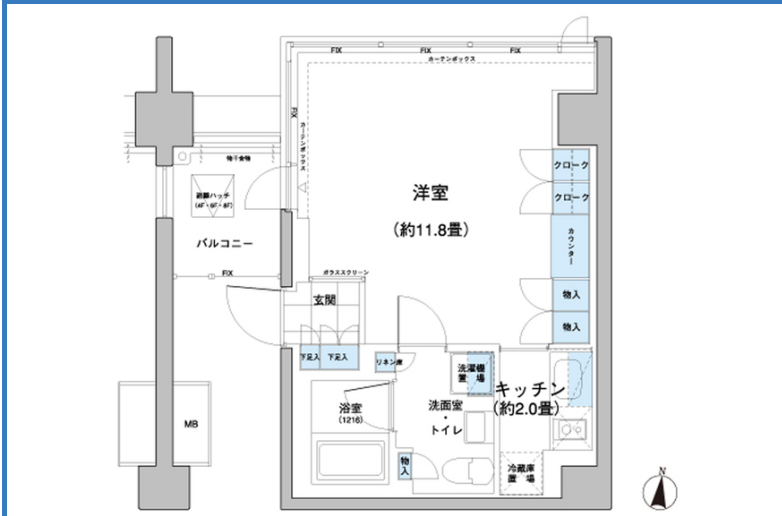 FIX
FIX
FIX
カーテンボックス
FIX
カーテンボックス
物干金物
避難ハッチ
(4F・6F・8F)
バルコニー
FIX
洋室
(約11.8畳)
クローク
クローク
カウンター
物入
物入
ガラススクリーン
玄関
下足入
下足入
リネン庫
洗濯機
置場
キッチン
(約2.0畳)
浴室
(1216)
洗面室
・
トイレ
物入
冷蔵庫
置場
MB
N